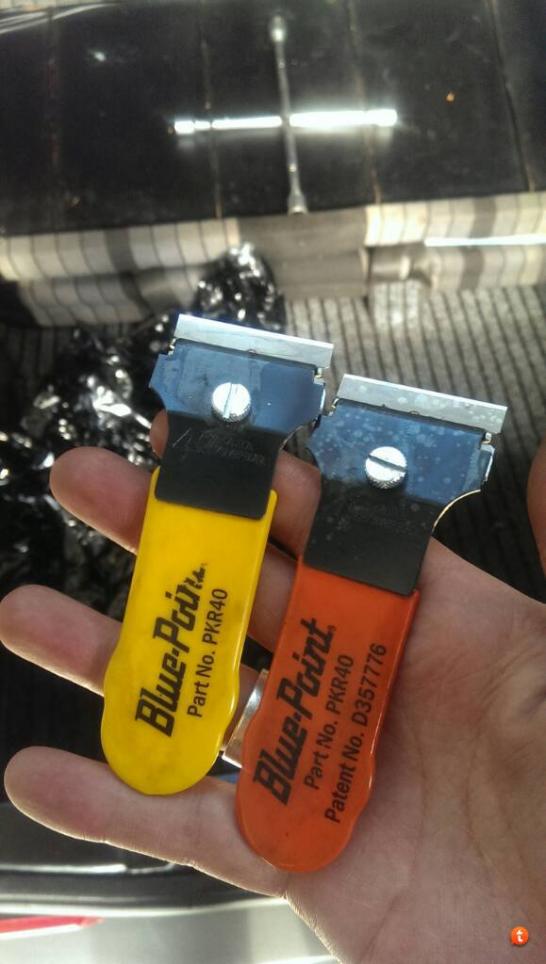 Blue-Point
Part No. PKR40
Blue-Point
Part No. PKR40
Patent No. D357776
t